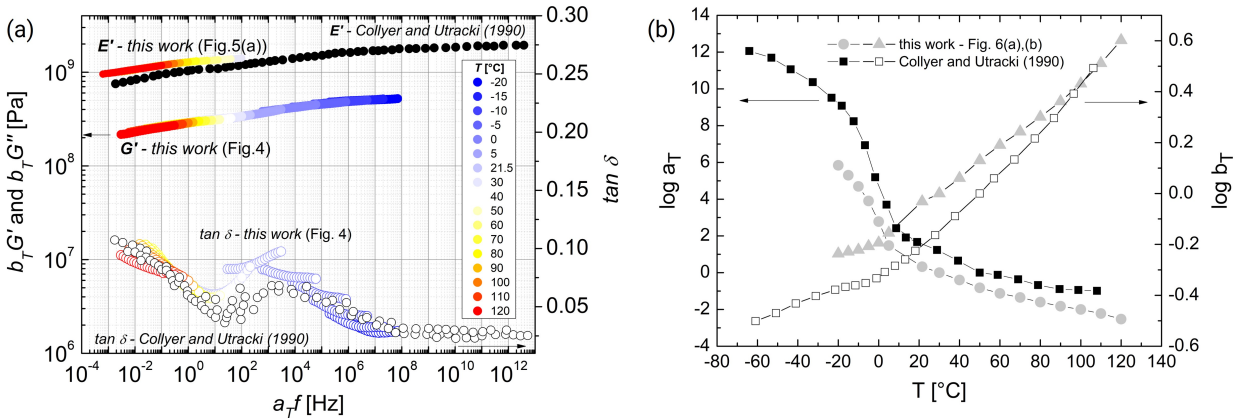 (a)
b_T G' and b_T G'' [Pa]
10^9
10^8
10^7
10^6
E' - this work (Fig.5(a))
E' - Collyer and Utracki (1990)
G' - this work (Fig.4)
tan δ - this work (Fig. 4)
tan δ - Collyer and Utracki (1990)
T [°C]
-20
-15
-10
-5
0
5
21.5
30
40
50
60
70
80
90
100
110
120
0.30
0.25
0.20
0.15
0.10
0.05
tan δ
10^-4 10^-2 10^0 10^2 10^4 10^6 10^8 10^10 10^12
a_T f [Hz]
(b)
log a_T
14
12
10
8
6
4
2
0
-2
-4
this work - Fig. 6(a),(b)
Collyer and Utracki (1990)
0.6
0.4
0.2
0.0
-0.2
-0.4
-0.6
log b_T
-80 -60 -40 -20 0 20 40 60 80 100 120 140
T [°C]